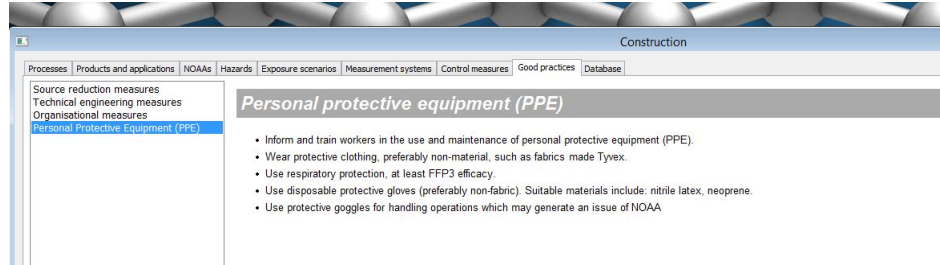 Construction
Processes Products and applications NOAAs Hazards Exposure scenarios Measurement systems Control measures Good practices Database
Source reduction measures
Technical engineering measures
Organisational measures
Personal Protective Equipment (PPE)
Personal protective equipment (PPE)
• Inform and train workers in the use and maintenance of personal protective equipment (PPE).
• Wear protective clothing, preferably non-material, such as fabrics made Tyvex.
• Use respiratory protection, at least FFP3 efficacy.
• Use disposable protective gloves (preferably non-fabric). Suitable materials include: nitrile latex, neoprene.
• Use protective goggles for handling operations which may generate an issue of NOAA